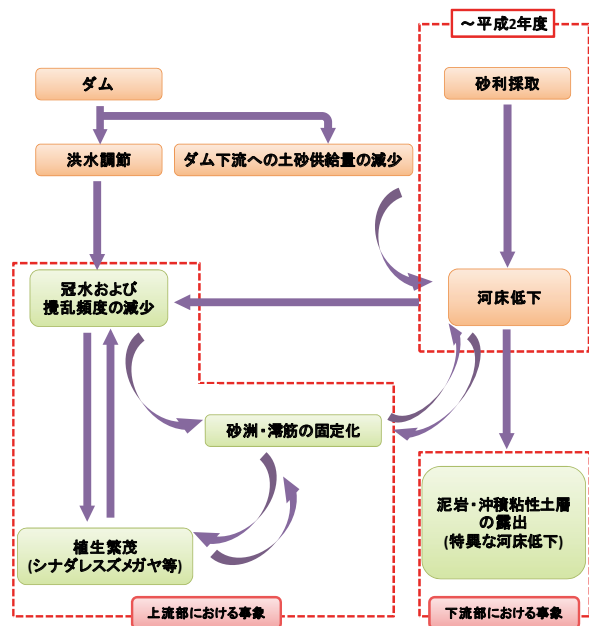 ～平成2年度
ダム
砂利採取
洪水調節
ダム下流への土砂供給量の減少
冠水および
攪乱頻度の減少
河床低下
砂洲・澪筋の固定化
泥岩・沖積粘性土層
の露出
(特異な河床低下)
植生繁茂
(シナダレスズメガヤ等)
上流部における事象
下流部における事象